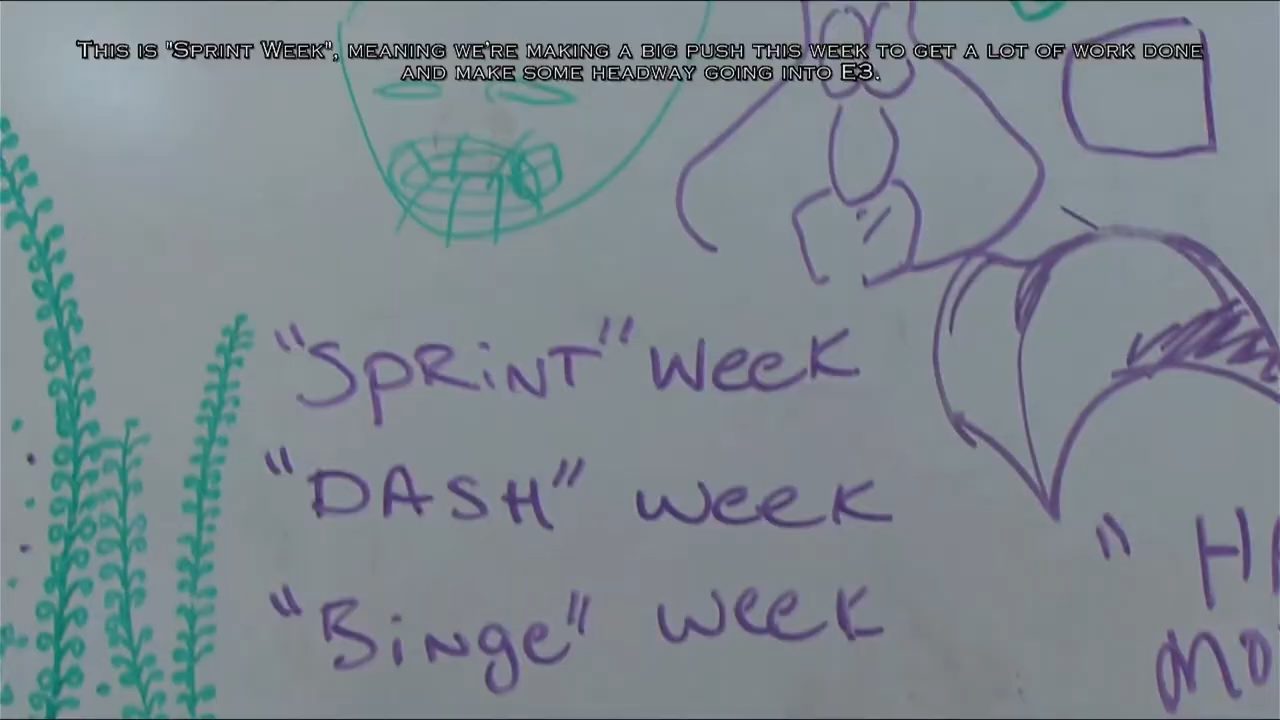 THIS IS "SPRINT WEEK", MEANING WE'RE MAKING A BIG PUSH THIS WEEK TO GET A LOT OF WORK DONE
AND MAKE SOME HEADWAY GOING INTO E3.
"SPRiNT" Week
"DASH" week
"Binge" week